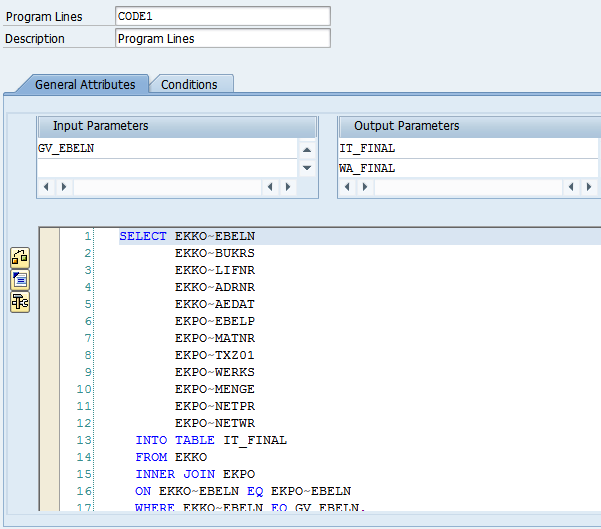 Program Lines CODE1
Description Program Lines
General Attributes Conditions
Input Parameters Output Parameters
GV_EBELN IT_FINAL
WA_FINAL
1 SELECT EKKO~EBELN
2 EKKO~BUKRS
3 EKKO~LIFNR
4 EKKO~ADRNR
5 EKKO~AEDAT
6 EKPO~EBELP
7 EKPO~MATNR
8 EKPO~TXZ01
9 EKPO~WERKS
10 EKPO~MENGE
11 EKPO~NETPR
12 EKPO~NETWR
13 INTO TABLE IT_FINAL
14 FROM EKKO
15 INNER JOIN EKPO
16 ON EKKO~EBELN EQ EKPO~EBELN
17 WHERE EKKO~EBELN EQ GV_EBELN.